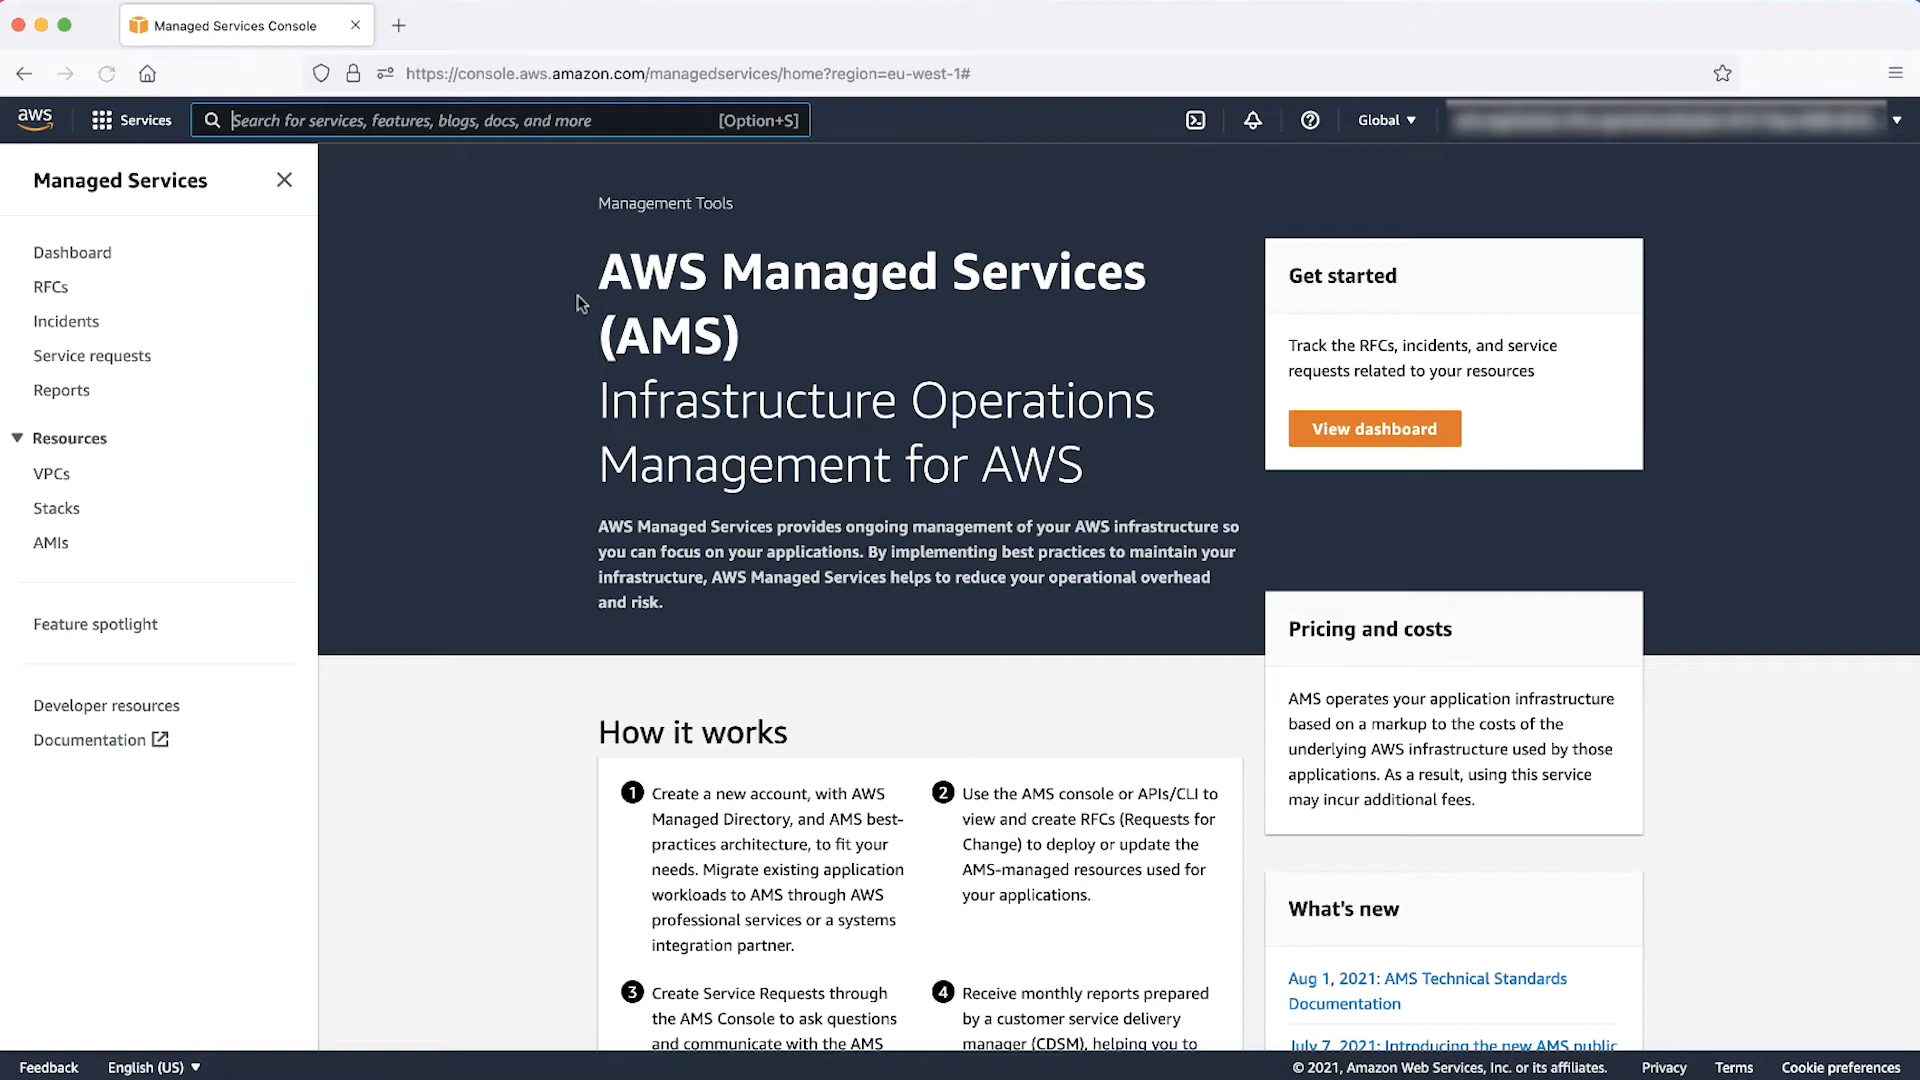 Managed Services Console
https://console.aws.amazon.com/managedservices/home?region=eu-west-1#
aws
Services
Search for services, features, blogs, docs, and more
[Option+S]
Global
Managed Services
Dashboard
RFCs
Incidents
Service requests
Reports
Resources
VPCs
Stacks
AMIs
Feature spotlight
Developer resources
Documentation
Management Tools
AWS Managed Services
(AMS)
Infrastructure Operations
Management for AWS
AWS Managed Services provides ongoing management of your AWS infrastructure so
you can focus on your applications. By implementing best practices to maintain your
infrastructure, AWS Managed Services helps to reduce your operational overhead
and risk.
Get started
Track the RFCs, incidents, and service
requests related to your resources
View dashboard
Pricing and costs
AMS operates your application infrastructure
based on a markup to the costs of the
underlying AWS infrastructure used by those
applications. As a result, using this service
may incur additional fees.
How it works
1 Create a new account, with AWS
Managed Directory, and AMS best-
practices architecture, to fit your
needs. Migrate existing application
workloads to AMS through AWS
professional services or a systems
integration partner.
2 Use the AMS console or APIs/CLI to
view and create RFCs (Requests for
Change) to deploy or update the
AMS-managed resources used for
your applications.
3 Create Service Requests through
the AMS Console to ask questions
and communicate with the AMS
4 Receive monthly reports prepared
by a customer service delivery
manager (CDSM), helping you to
What's new
Aug 1, 2021: AMS Technical Standards
Documentation
July 7, 2021: Introducing the new AMS public
Feedback
English (US)
© 2021, Amazon Web Services, Inc. or its affiliates.
Privacy
Terms
Cookie preferences